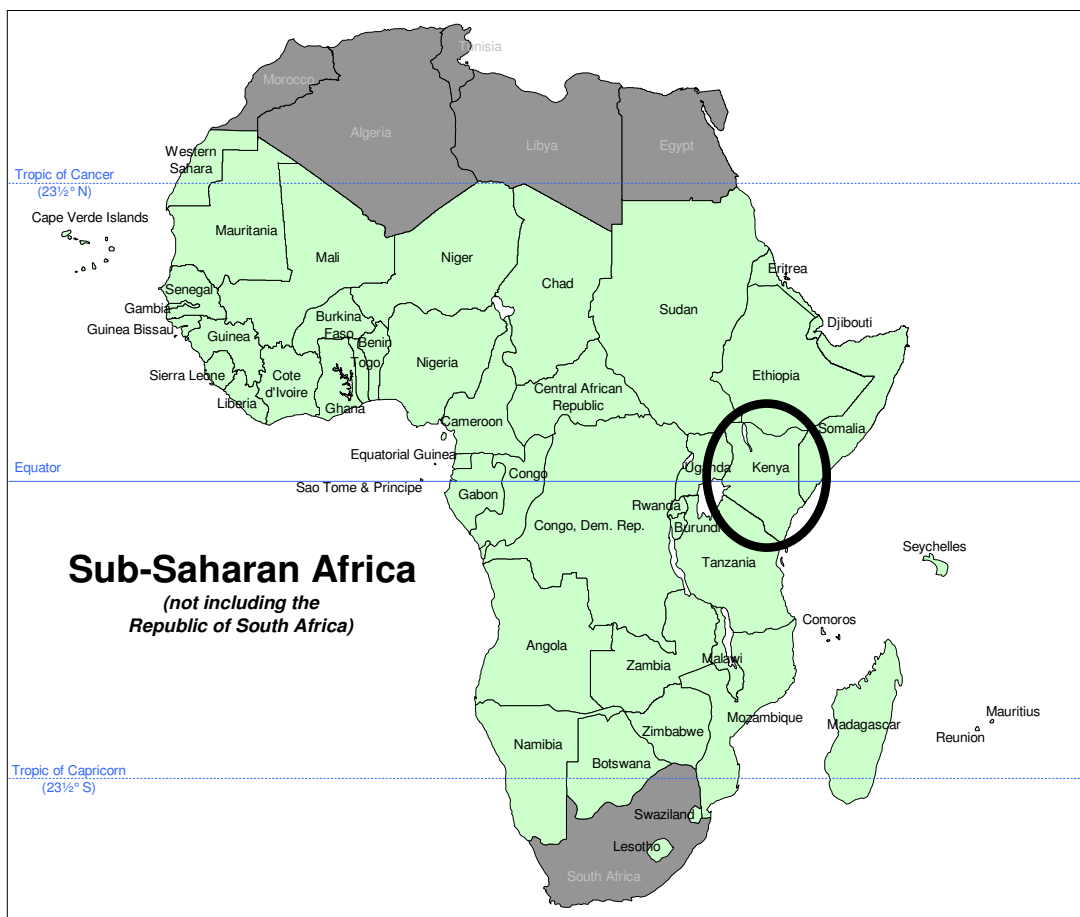 Tunisia
Morocco
Algeria
Libya
Egypt
Western
Sahara
Tropic of Cancer
(23½° N)
Cape Verde Islands
Mauritania
Mali
Niger
Chad
Sudan
Eritrea
Senegal
Gambia
Guinea Bissau
Guinea
Burkina
Faso
Benin
Togo
Nigeria
Djibouti
Sierra Leone
Liberia
Cote
d'Ivoire
Ghana
Central African
Republic
Ethiopia
Cameroon
Somalia
Equatorial Guinea
Equator
Congo
Uganda
Kenya
Sao Tome & Principe
Gabon
Rwanda
Congo, Dem. Rep.
Burundi
Tanzania
Seychelles
Sub-Saharan Africa
(not including the
Republic of South Africa)
Comoros
Angola
Zambia
Malawi
Mozambique
Madagascar
Mauritius
Reunion
Zimbabwe
Namibia
Botswana
Tropic of Capricorn
(23½° S)
Swaziland
Lesotho
South Africa